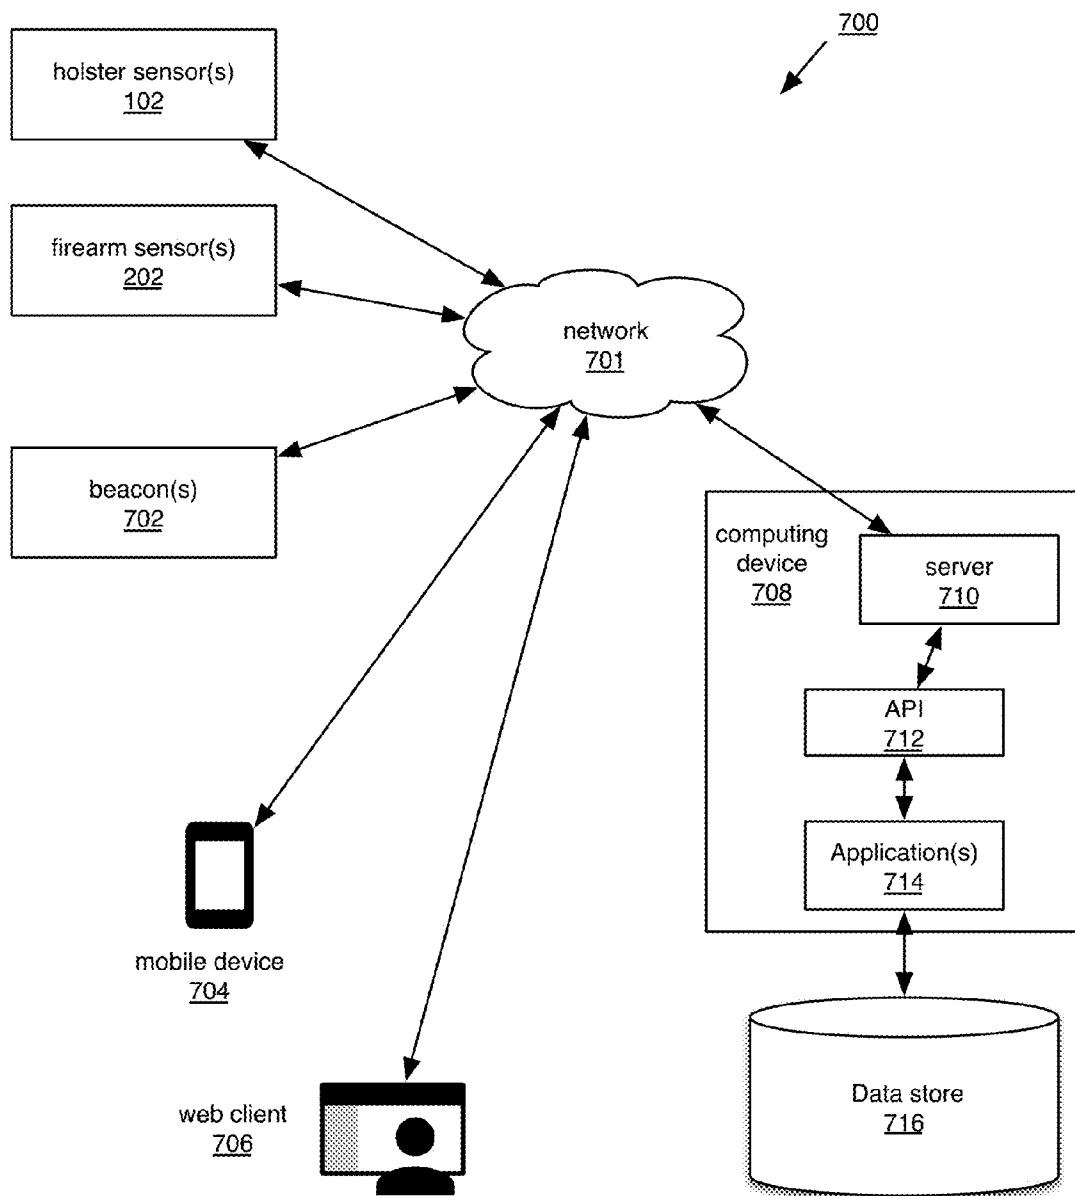 700
holster sensor(s)
102
firearm sensor(s)
202
network
701
beacon(s)
702
computing
device
708
server
710
API
712
Application(s)
714
mobile device
704
Data store
716
web client
706